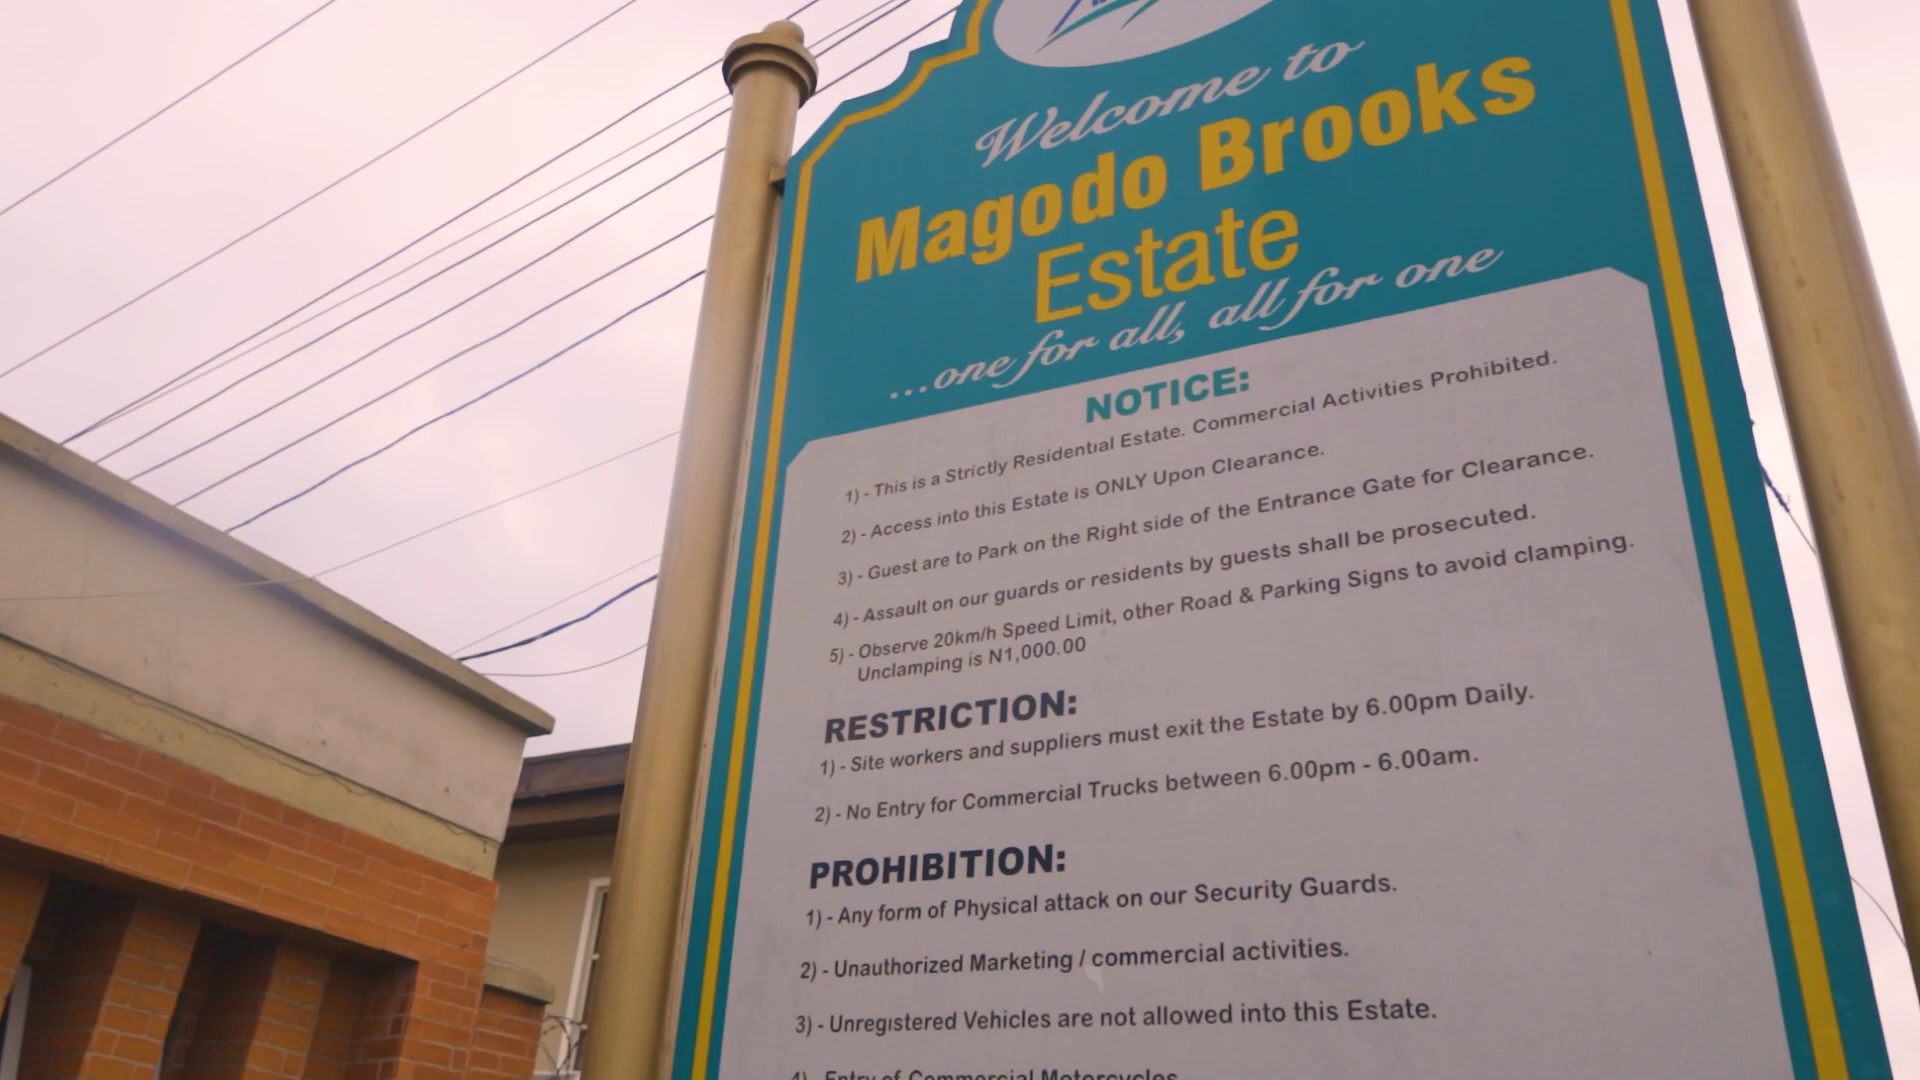 Welcome to
Magodo Brooks
Estate
...one for all, all for one
NOTICE:
1) - This is a Strictly Residential Estate. Commercial Activities Prohibited.
2) - Access into this Estate is ONLY Upon Clearance.
3) - Guest are to Park on the Right side of the Entrance Gate for Clearance.
4) - Assault on our guards or residents by guests shall be prosecuted.
5) - Observe 20km/h Speed Limit, other Road & Parking Signs to avoid clamping.
Unclamping is N1,000.00
RESTRICTION:
1) - Site workers and suppliers must exit the Estate by 6.00pm Daily.
2) - No Entry for Commercial Trucks between 6.00pm - 6.00am.
PROHIBITION:
1) - Any form of Physical attack on our Security Guards.
2) - Unauthorized Marketing / commercial activities.
3) - Unregistered Vehicles are not allowed into this Estate.
4) - Entry of Commercial Motorcycles